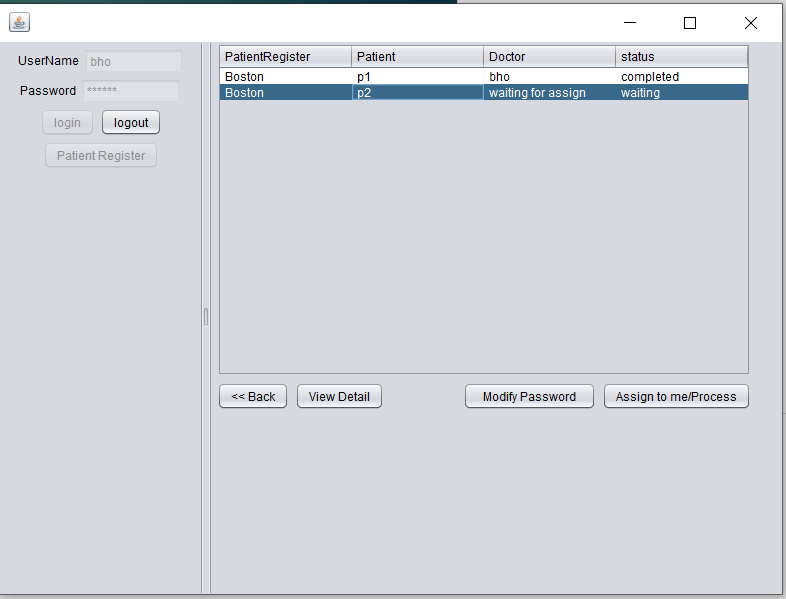 UserName bho
Password ******
login logout
Patient Register
PatientRegister Patient Doctor status
Boston p1 bho completed
Boston p2 waiting for assign waiting
<< Back View Detail Modify Password Assign to me/Process